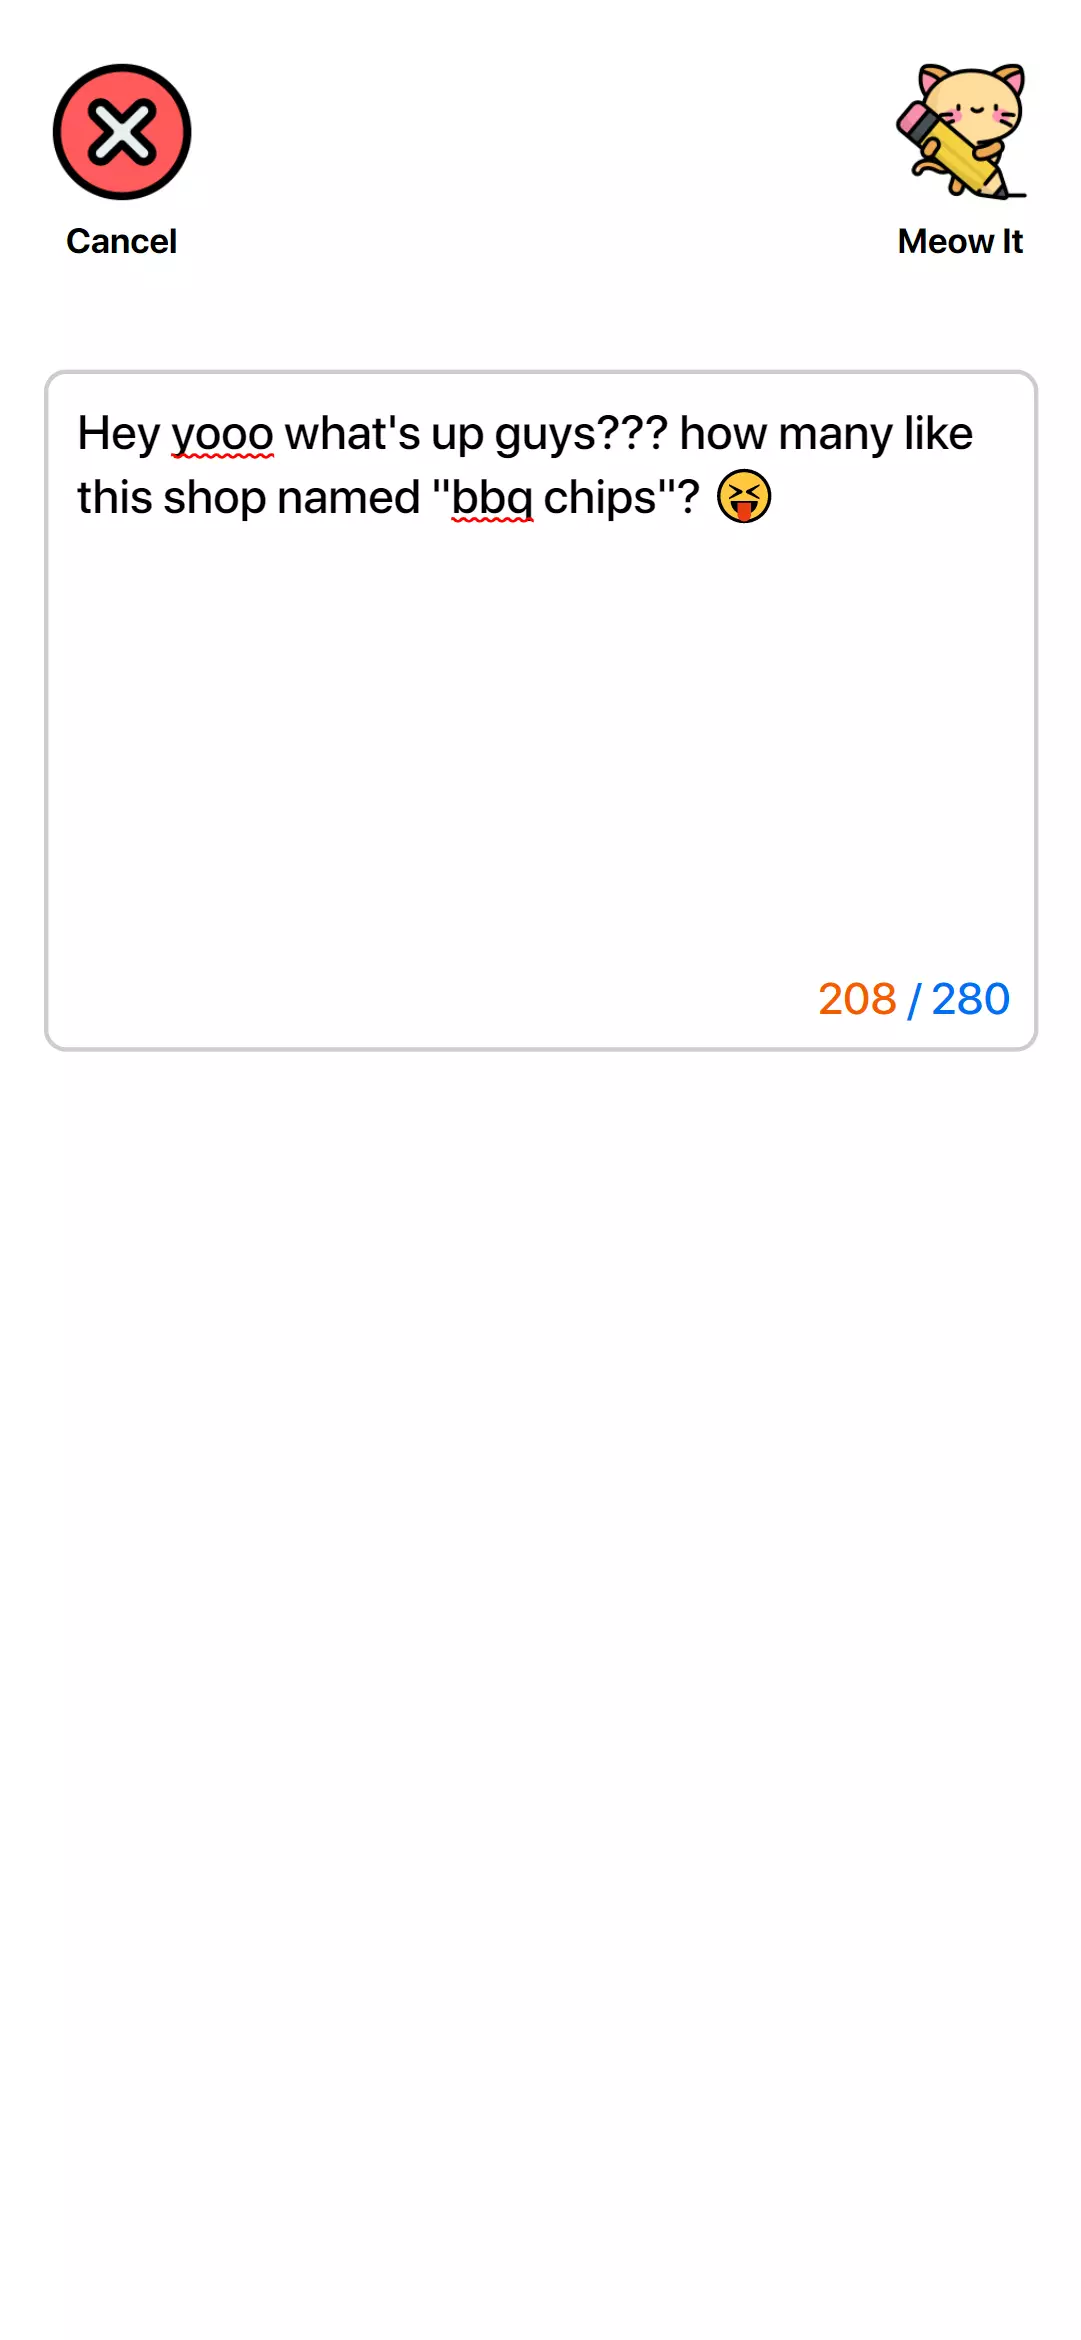 Cancel
Meow It
Hey yooo what's up guys??? how many like
this shop named "bbq chips"? 😝
208 / 280